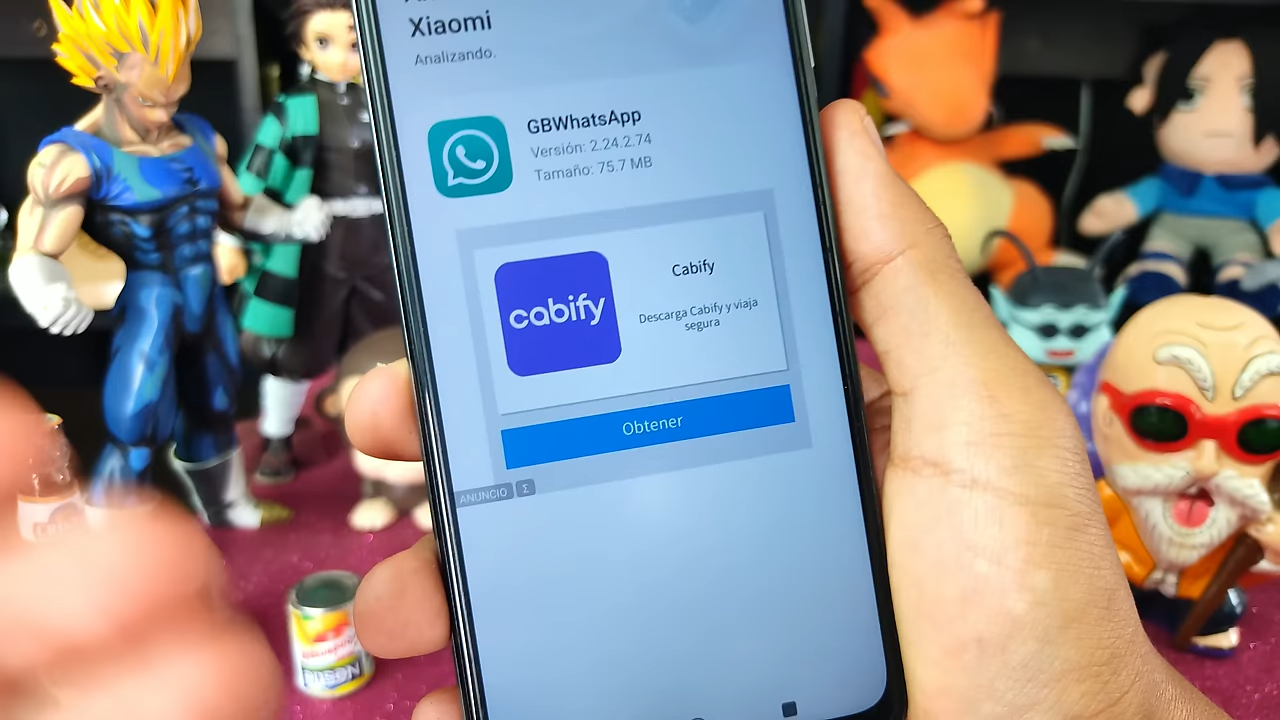 Xiaomi
Analizando.
GBWhatsApp
Versión: 2.24.2.74
Tamaño: 75.7 MB
cabify
Cabify
Descarga Cabify y viaja
segura
Obtener
ANUNCIO